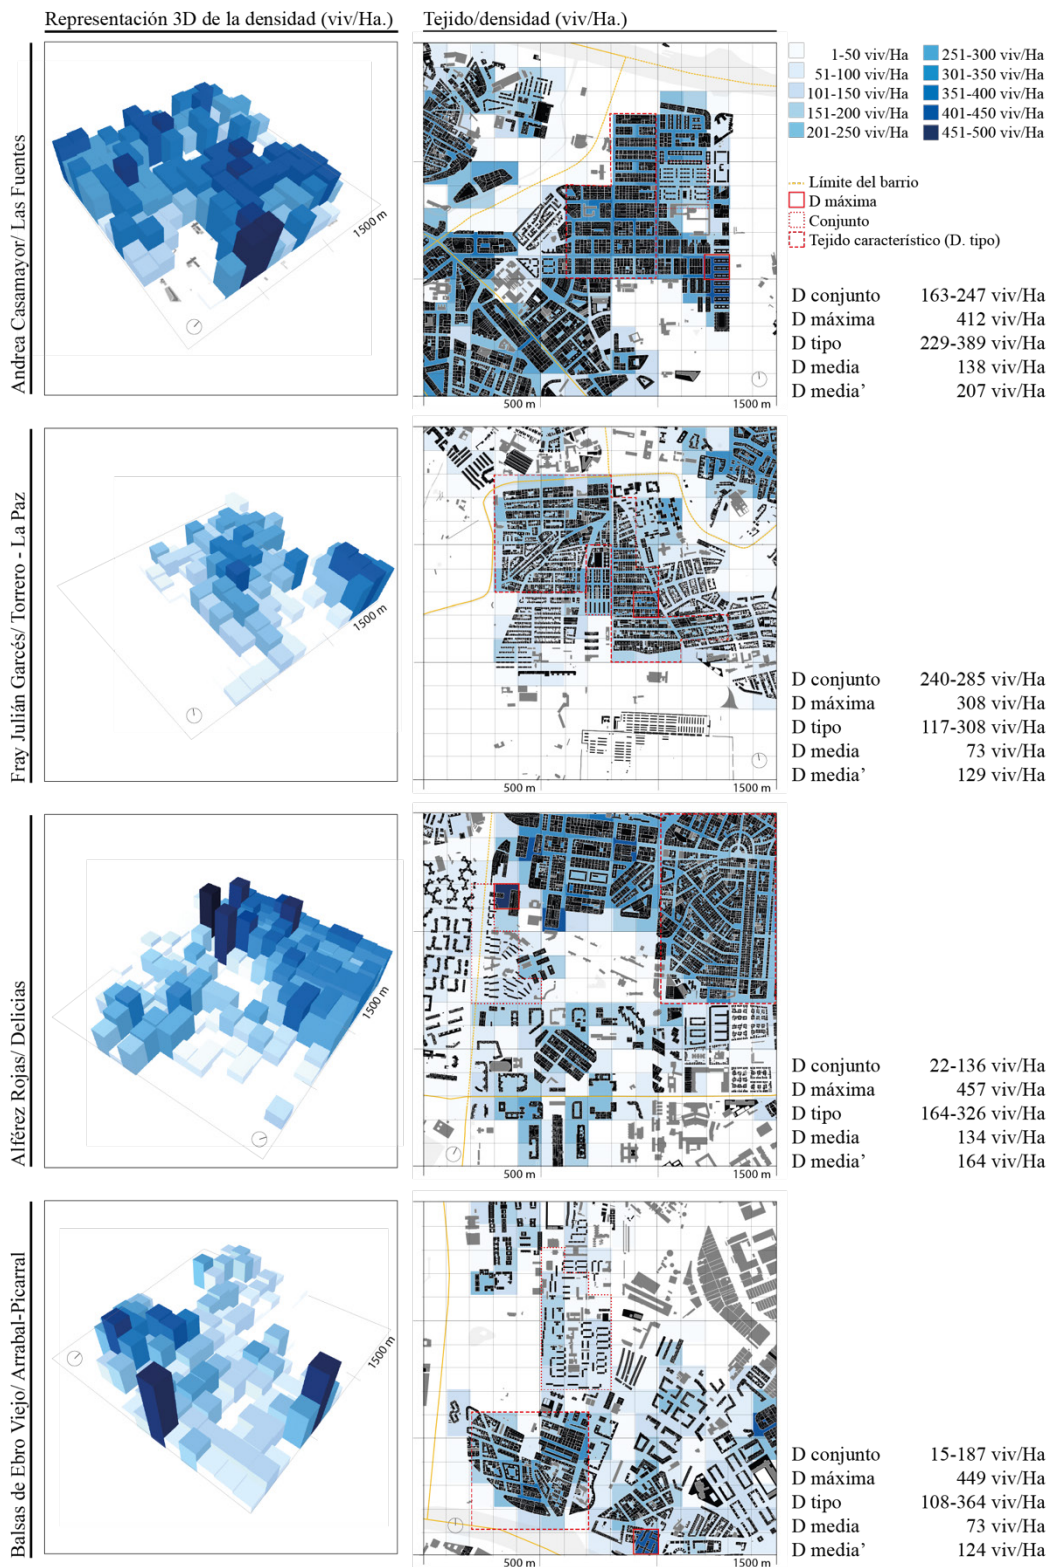 Representación 3D de la densidad (viv/Ha.)
Tejido/densidad (viv/Ha.)
Andrea Casamayor/ Las Fuentes
1500 m
500 m
1500 m
1-50 viv/Ha
51-100 viv/Ha
101-150 viv/Ha
151-200 viv/Ha
201-250 viv/Ha
251-300 viv/Ha
301-350 viv/Ha
351-400 viv/Ha
401-450 viv/Ha
451-500 viv/Ha
Límite del barrio
D máxima
Conjunto
Tejido característico (D. tipo)
D conjunto 163-247 viv/Ha
D máxima 412 viv/Ha
D tipo 229-389 viv/Ha
D media 138 viv/Ha
D media’ 207 viv/Ha
Fray Julián Garcés/ Torrero - La Paz
1500 m
500 m
1500 m
D conjunto 240-285 viv/Ha
D máxima 308 viv/Ha
D tipo 117-308 viv/Ha
D media 73 viv/Ha
D media’ 129 viv/Ha
Alférez Rojas/ Delicias
1500 m
500 m
1500 m
D conjunto 22-136 viv/Ha
D máxima 457 viv/Ha
D tipo 164-326 viv/Ha
D media 134 viv/Ha
D media’ 164 viv/Ha
Balsas de Ebro Viejo/ Arrabal-Picarral
1500 m
500 m
1500 m
D conjunto 15-187 viv/Ha
D máxima 449 viv/Ha
D tipo 108-364 viv/Ha
D media 73 viv/Ha
D media’ 124 viv/Ha